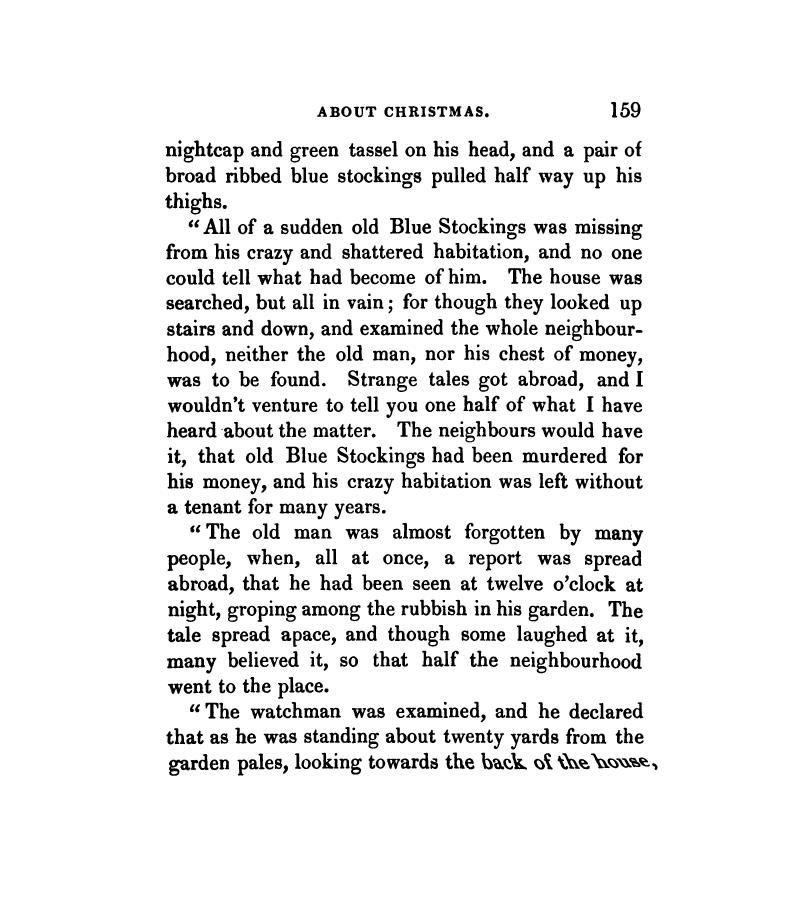 ABOUT CHRISTMAS. 159
nightcap and green tassel on his head, and a pair of
broad ribbed blue stockings pulled half way up his
thighs.
“All of a sudden old Blue Stockings was missing
from his crazy and shattered habitation, and no one
could tell what had become of him. The house was
searched, but all in vain; for though they looked up
stairs and down, and examined the whole neighbour-
hood, neither the old man, nor his chest of money,
was to be found. Strange tales got abroad, and I
wouldn’t venture to tell you one half of what I have
heard about the matter. The neighbours would have
it, that old Blue Stockings had been murdered for
his money, and his crazy habitation was left without
a tenant for many years.
“The old man was almost forgotten by many
people, when, all at once, a report was spread
abroad, that he had been seen at twelve o’clock at
night, groping among the rubbish in his garden. The
tale spread apace, and though some laughed at it,
many believed it, so that half the neighbourhood
went to the place.
“The watchman was examined, and he declared
that as he was standing about twenty yards from the
garden pales, looking towards the back of the house,